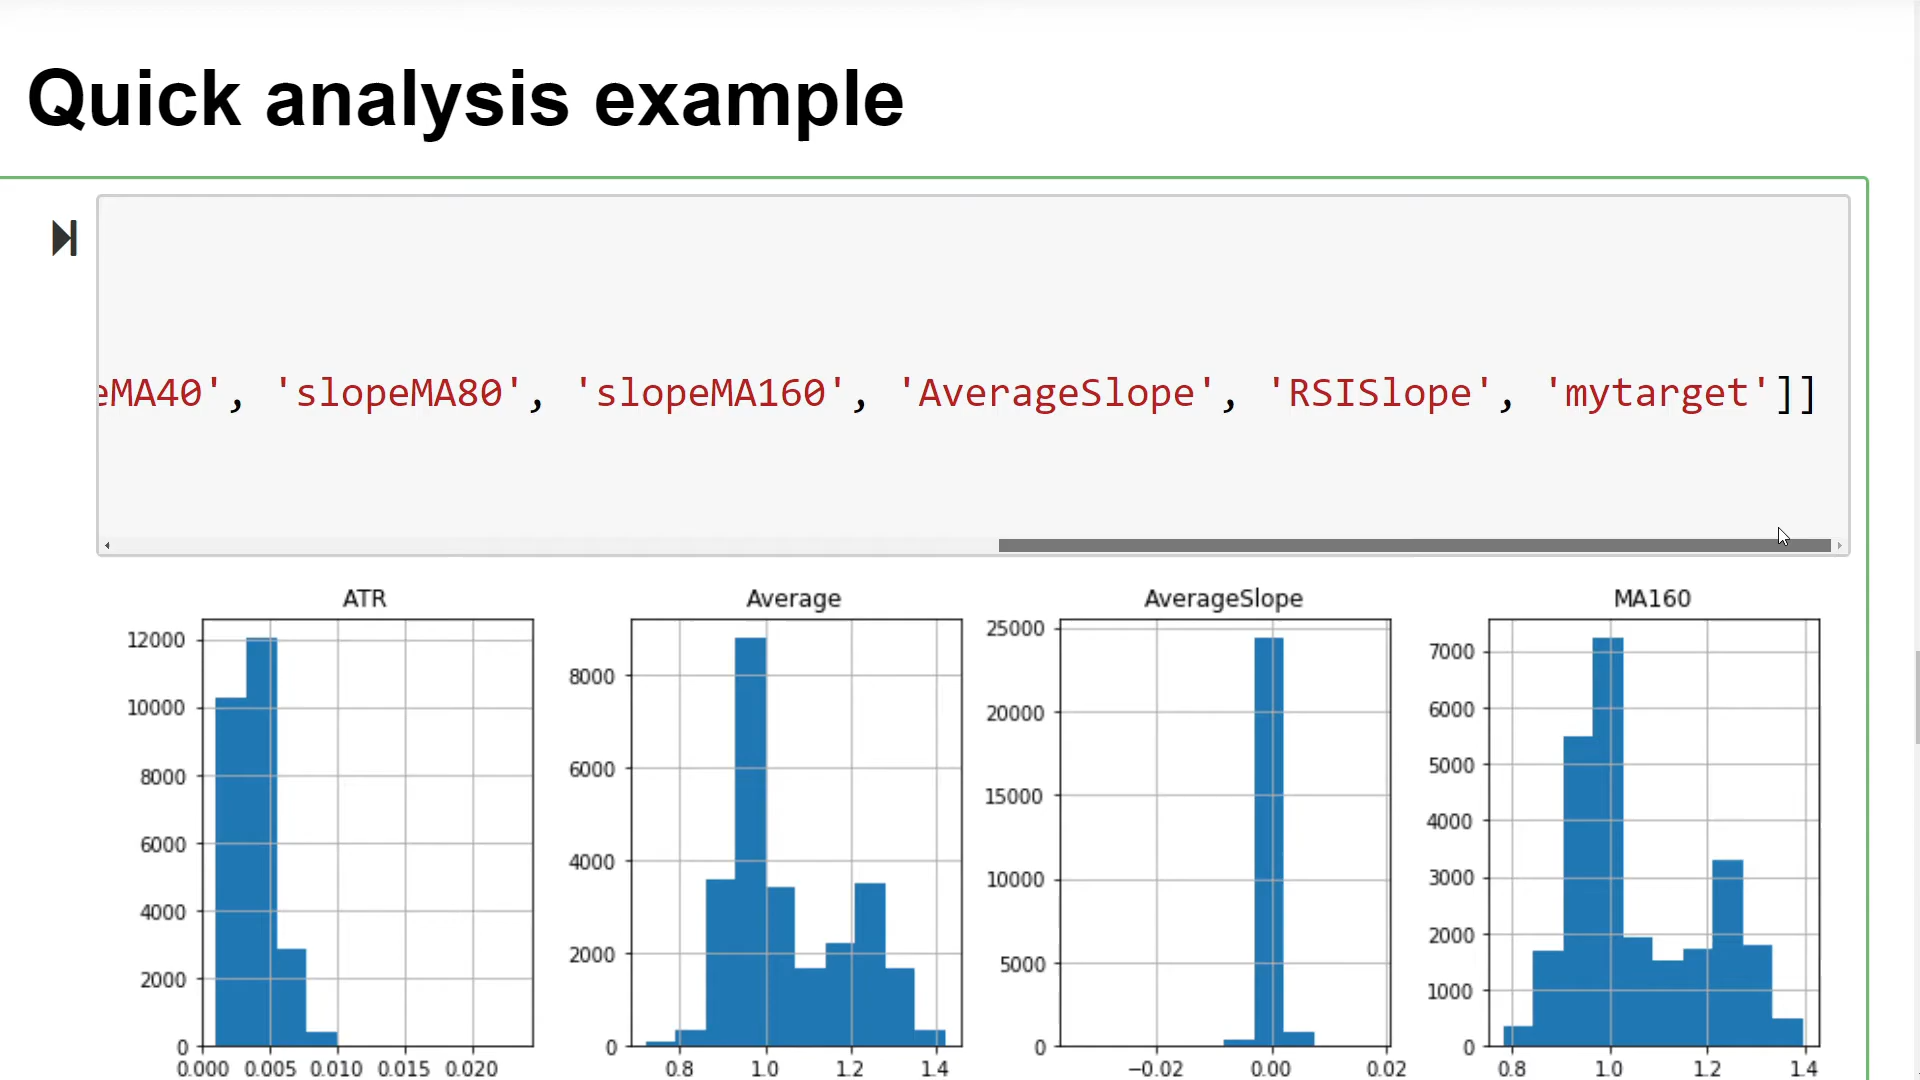 Quick analysis example
eMA40', 'slopeMA80', 'slopeMA160', 'AverageSlope', 'RSISlope', 'mytarget']]
ATR
12000
10000
8000
6000
4000
2000
0
0.000 0.005 0.010 0.015 0.020
Average
8000
6000
4000
2000
0
0.8 1.0 1.2 1.4
AverageSlope
25000
20000
15000
10000
5000
0
−0.02 0.00 0.02
MA160
7000
6000
5000
4000
3000
2000
1000
0
0.8 1.0 1.2 1.4